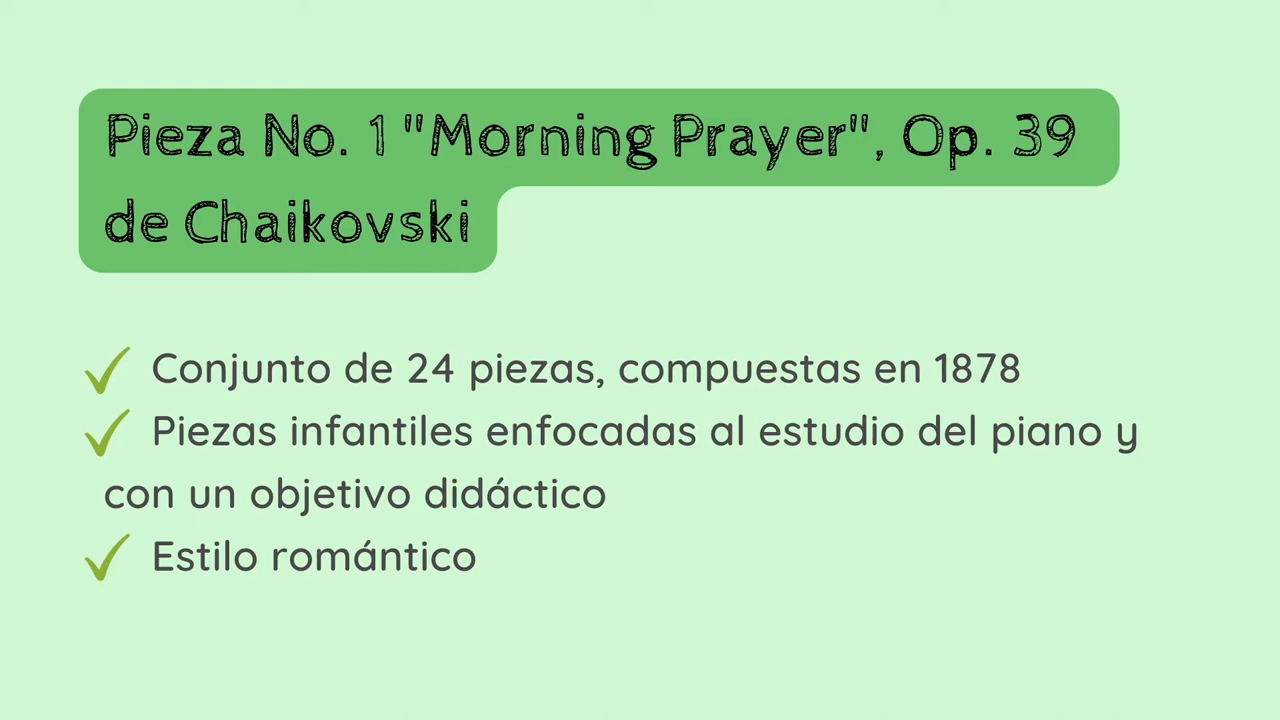 Pieza No. 1 "Morning Prayer", Op. 39
de Chaikovski
Conjunto de 24 piezas, compuestas en 1878
Piezas infantiles enfocadas al estudio del piano y
con un objetivo didáctico
Estilo romántico